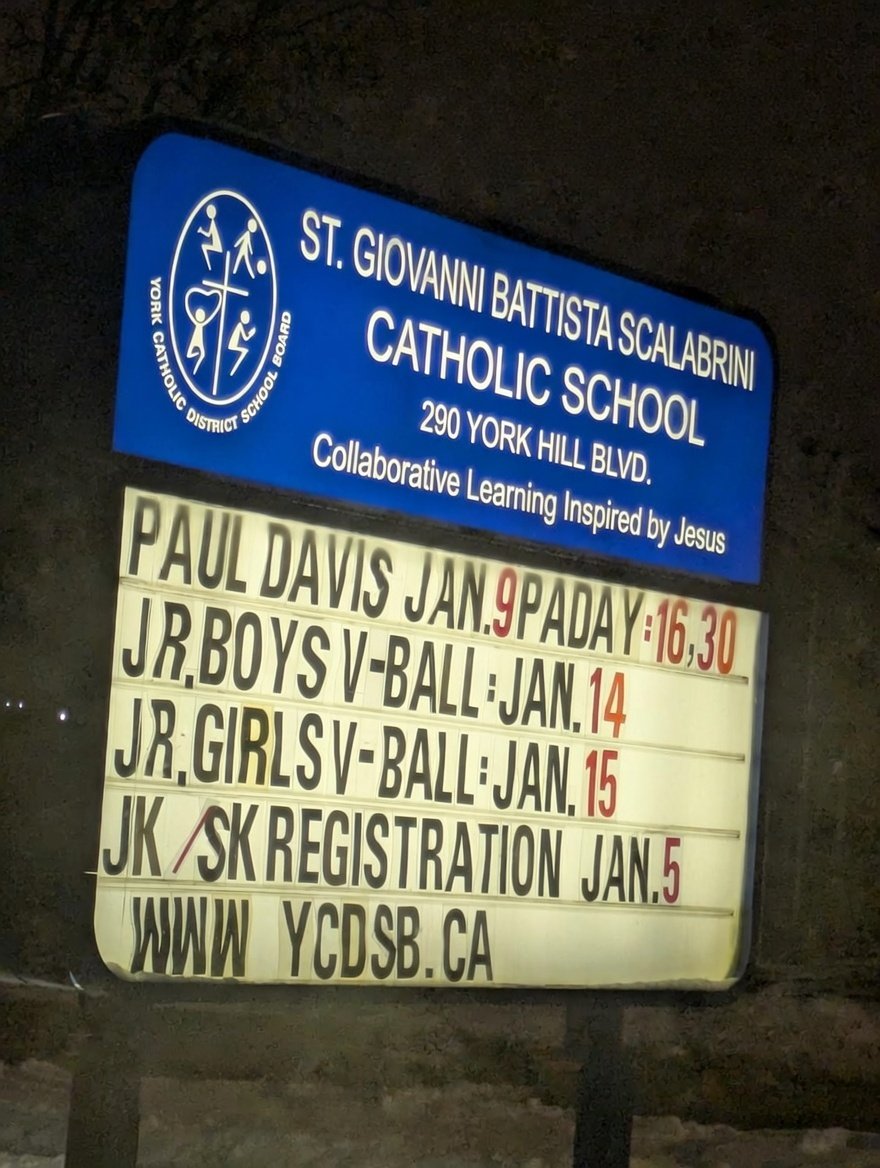 ST. GIOVANNI BATTISTA SCALABRINI
CATHOLIC SCHOOL
290 YORK HILL BLVD.
Collaborative Learning Inspired by Jesus
YORK CATHOLIC DISTRICT SCHOOL BOARD
PAUL DAVIS JAN.9 PADAY:16,30
JR.BOYS V-BALL:JAN.14
JR.GIRLS V-BALL:JAN.15
JK /SK REGISTRATION JAN.5
WWW YCDSB.CA